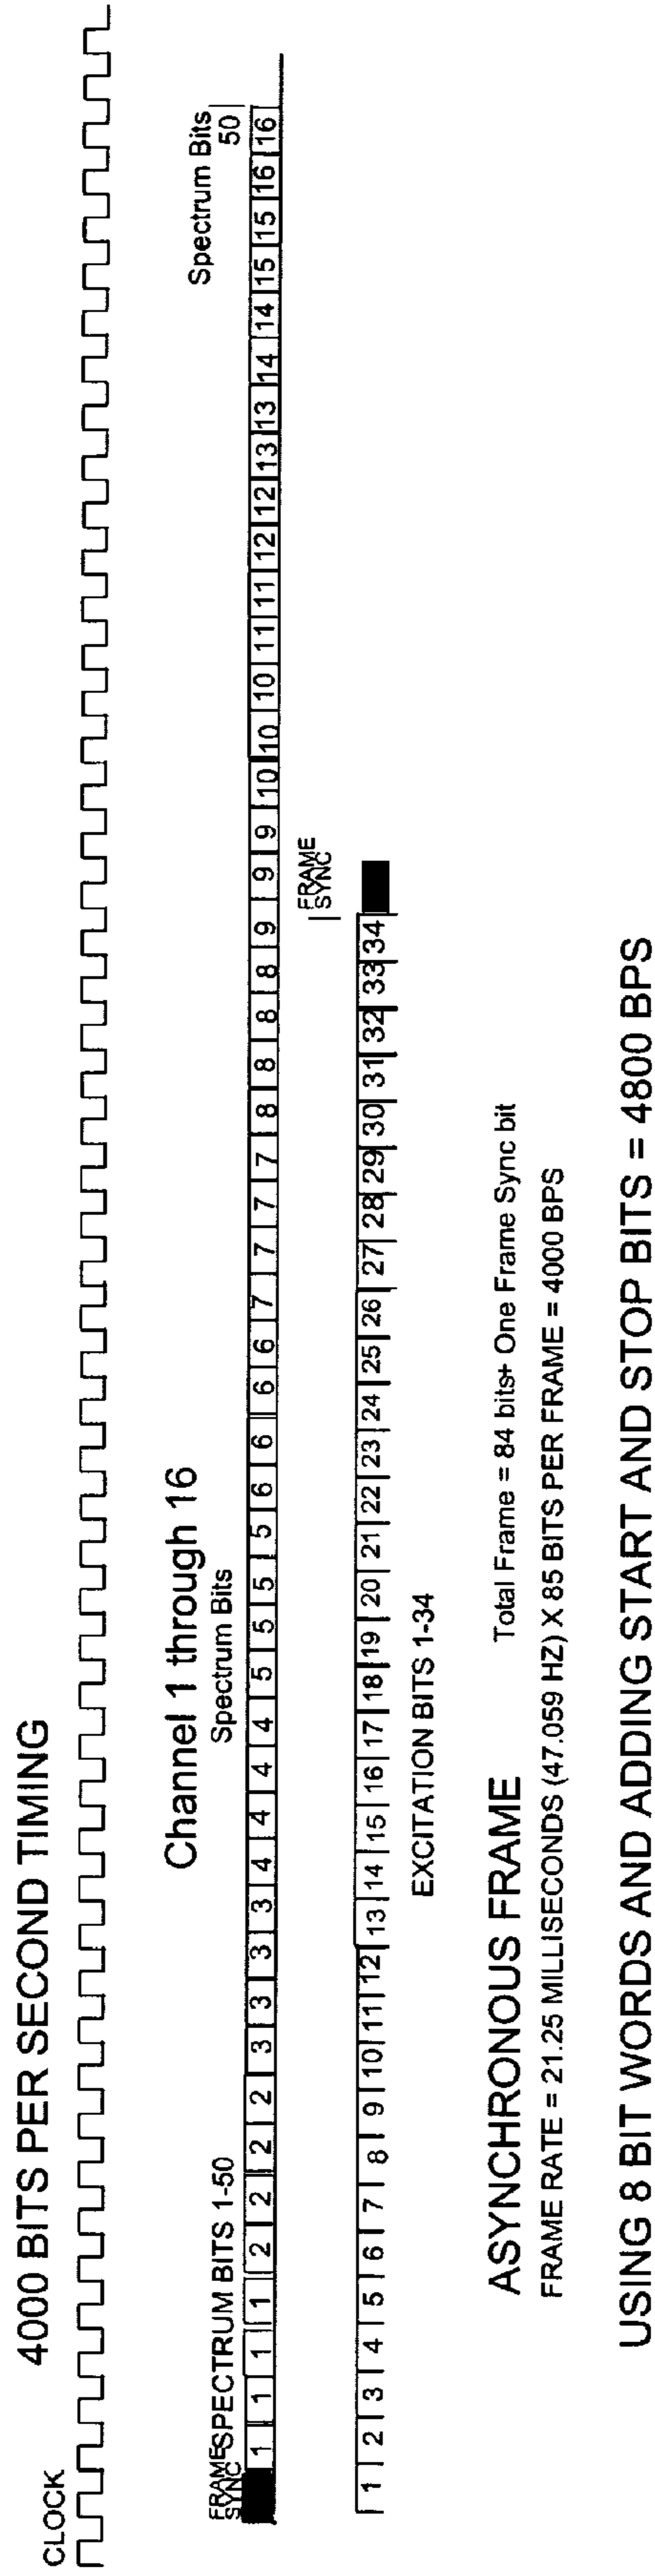 4000 BITS PER SECOND TIMING
CLOCK
Channel 1 through 16
FRAME SYNC
SPECTRUM BITS 1-50
Spectrum Bits
Spectrum Bits
50
1 1 1 1 2 2 2 2 3 3 3 3 4 4 4 4 5 5 5 5 6 6 6 6 7 7 7 7 8 8 8 8 9 9 9 10 10 10 11 11 12 12 13 13 14 14 15 15 16 16
FRAME
SYNC
1 2 3 4 5 6 7 8 9 10 11 12 13 14 15 16 17 18 19 20 21 22 23 24 25 26 27 28 29 30 31 32 33 34
EXCITATION BITS 1-34
ASYNCHRONOUS FRAME
Total Frame = 84 bits+ One Frame Sync bit
FRAME RATE = 21.25 MILLISECONDS (47.059 HZ) X 85 BITS PER FRAME = 4000 BPS
USING 8 BIT WORDS AND ADDING START AND STOP BITS = 4800 BPS